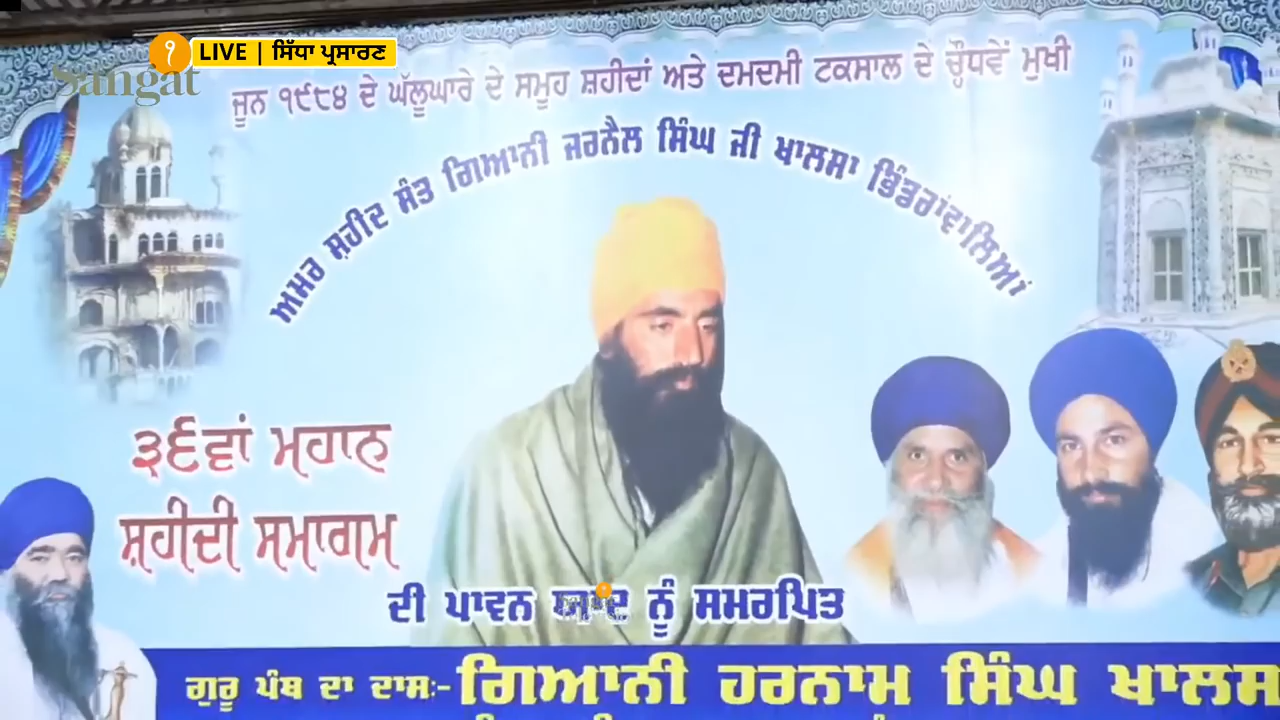 LIVE | ਸਿੱਧਾ ਪ੍ਰਸਾਰਣ
Sangat
ਜੂਨ ੧੯੮੪ ਦੇ ਘੱਲੂਘਾਰੇ ਦੇ ਸਮੂਹ ਸ਼ਹੀਦਾਂ ਅਤੇ ਦਮਦਮੀ ਟਕਸਾਲ ਦੇ ਚੌਧਵੇਂ ਮੁਖੀ
ਅਮਰ ਸ਼ਹੀਦ ਸੰਤ ਗਿਆਨੀ ਜਰਨੈਲ ਸਿੰਘ ਜੀ ਖਾਲਸਾ ਭਿੰਡਰਾਂਵਾਲਿਆਂ
੩੬ਵਾਂ ਮਹਾਨ
ਸ਼ਹੀਦੀ ਸਮਾਗਮ
ਦੀ ਪਾਵਨ ਯਾਦ ਨੂੰ ਸਮਰਪਿਤ
ਗੁਰੂ ਪੰਥ ਦਾ ਦਾਸ:- ਗਿਆਨੀ ਹਰਨਾਮ ਸਿੰਘ ਖਾਲਸ